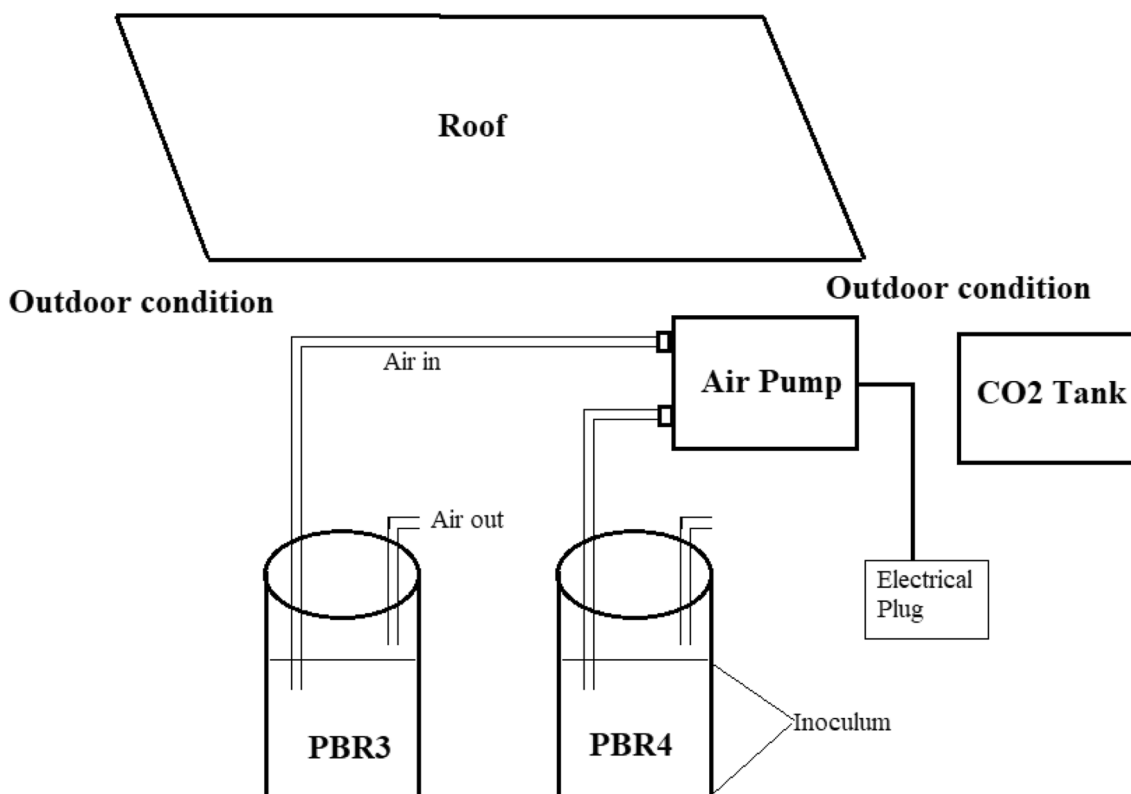 Roof
Outdoor condition
Outdoor condition
Air in
Air Pump
CO2 Tank
Air out
Electrical
Plug
Inoculum
PBR3
PBR4